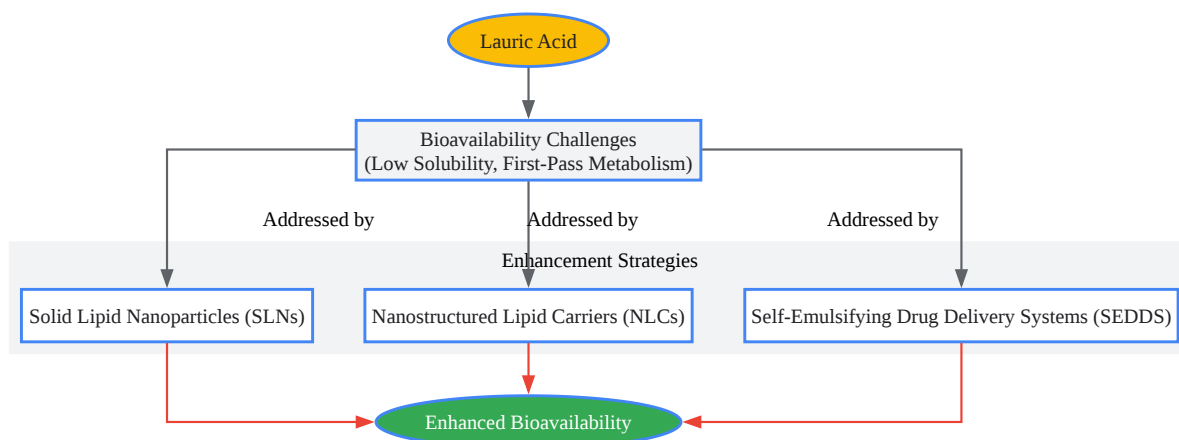 Lauric Acid
Bioavailability Challenges
(Low Solubility, First-Pass Metabolism)
Addressed by
Addressed by
Addressed by
Enhancement Strategies
Solid Lipid Nanoparticles (SLNs)
Nanostructured Lipid Carriers (NLCs)
Self-Emulsifying Drug Delivery Systems (SEDDS)
Enhanced Bioavailability